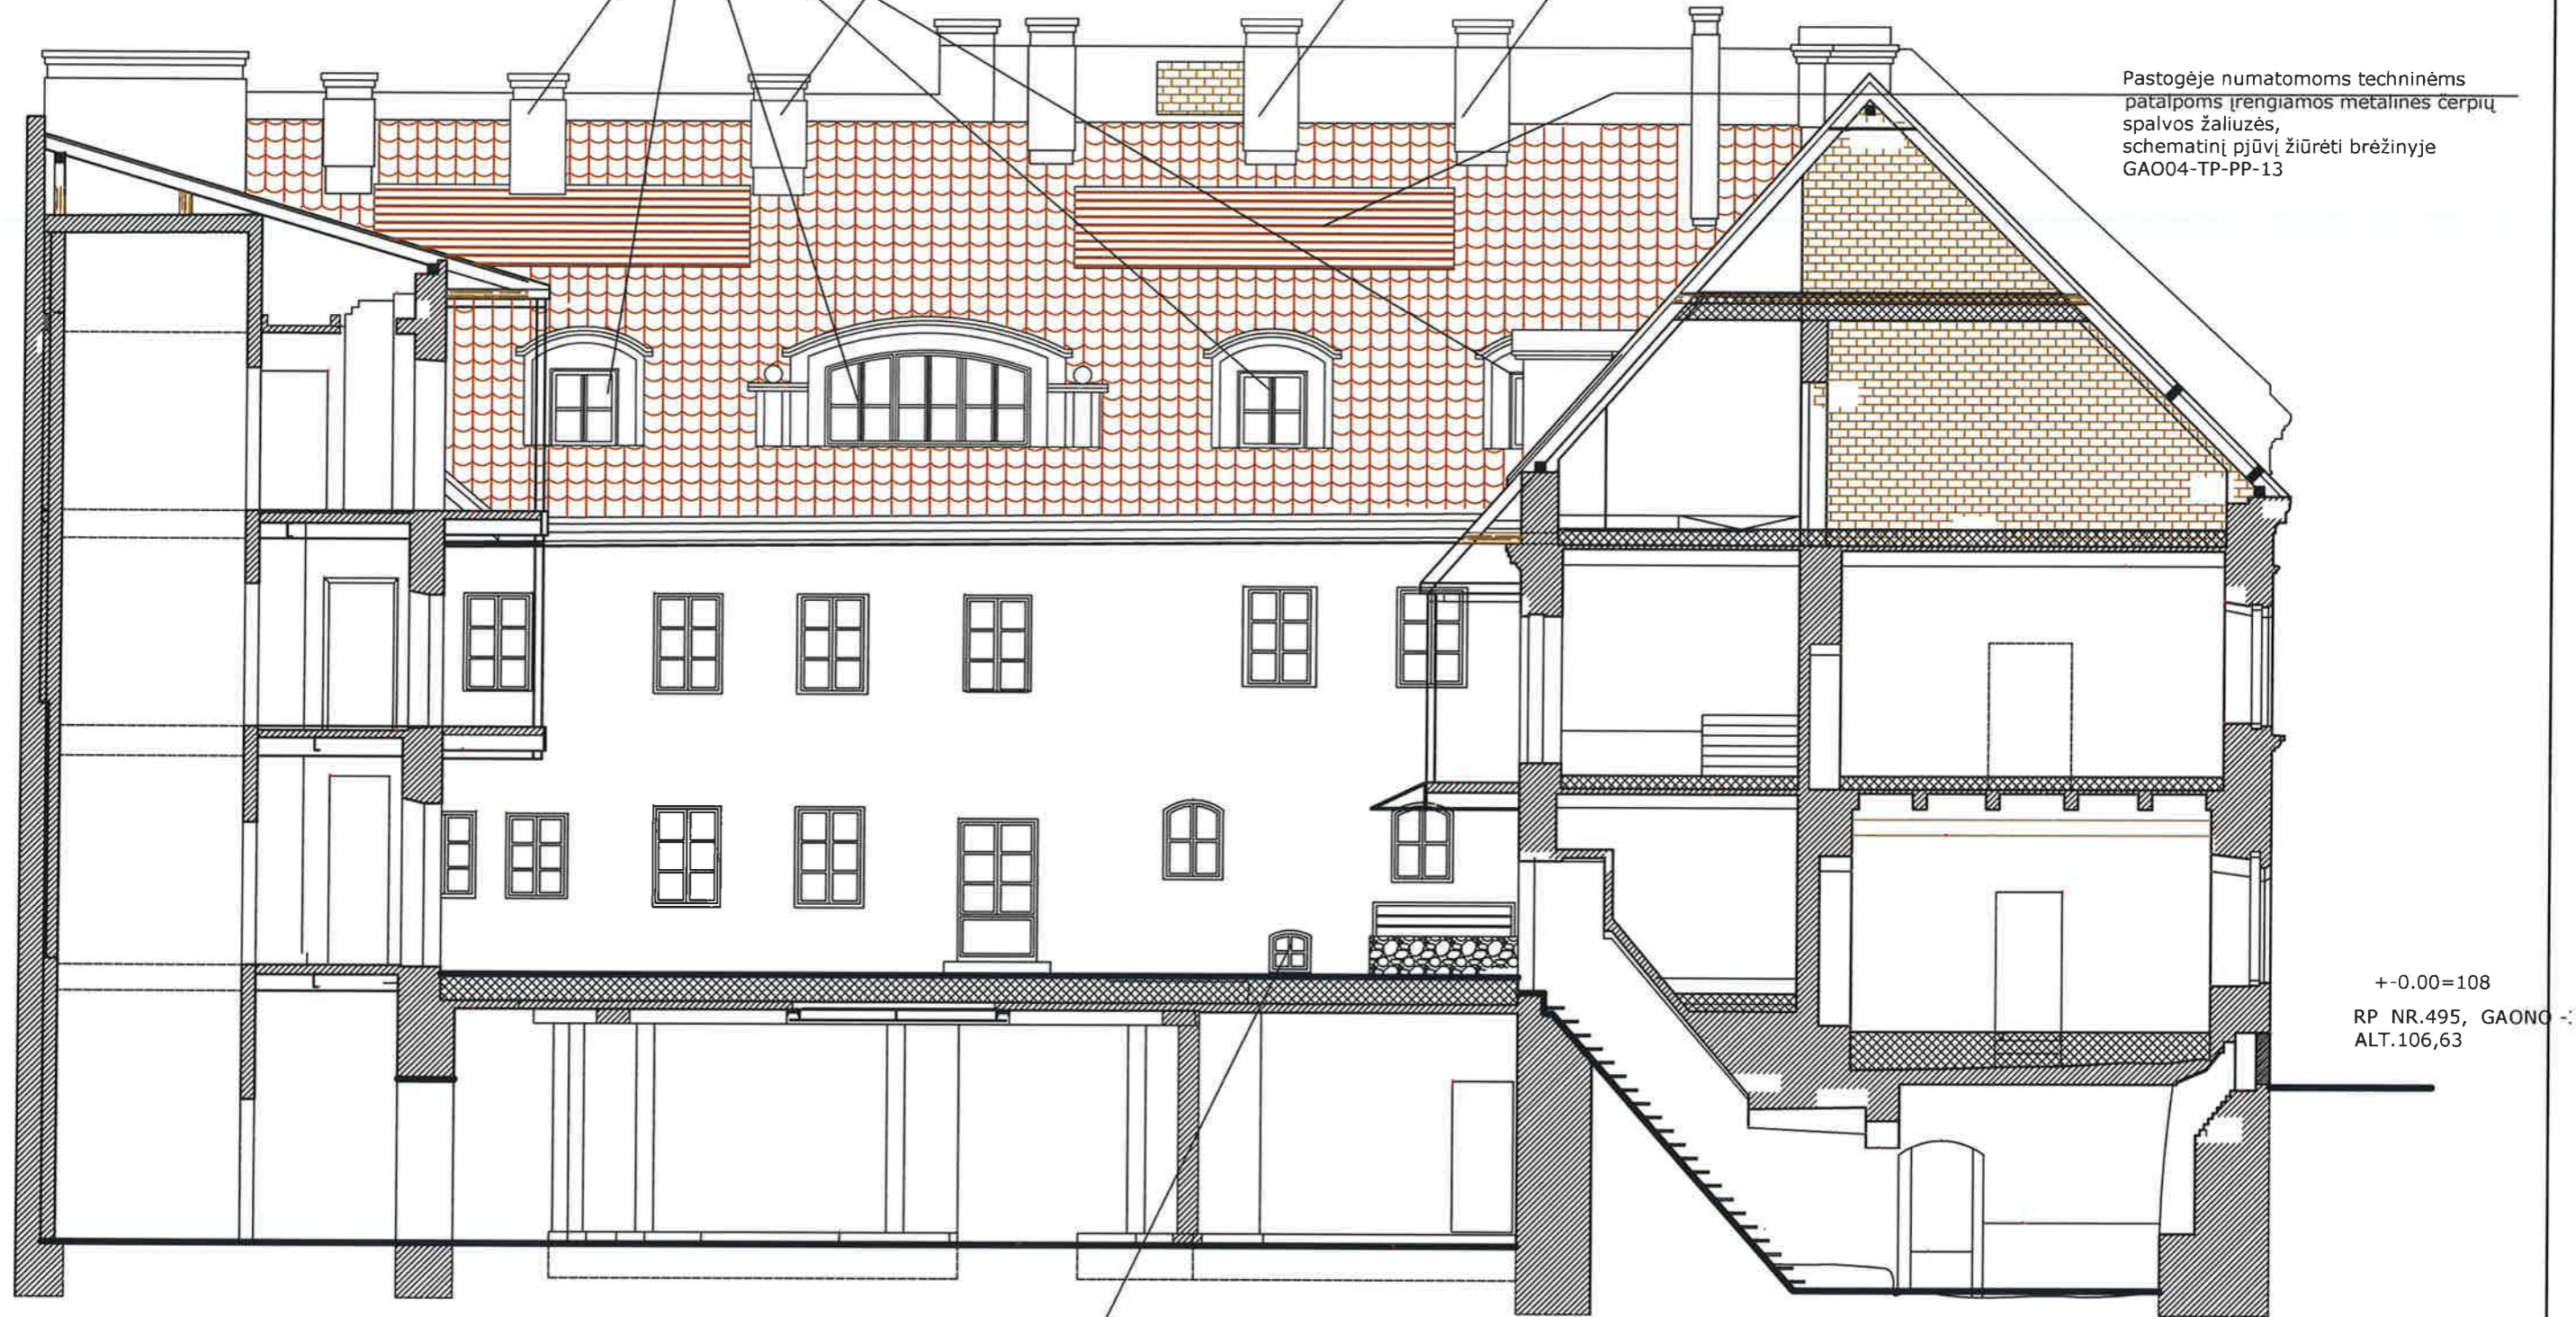 Pastogėje numatomoms techninėms
patalpoms įrengiamos metalinės čerpių
spalvos žaliuzės,
schematinį pjūvį žiūrėti brėžinyje
GAO04-TP-PP-13
+-0.00=108
RP NR.495, GAONO -
ALT.106,63